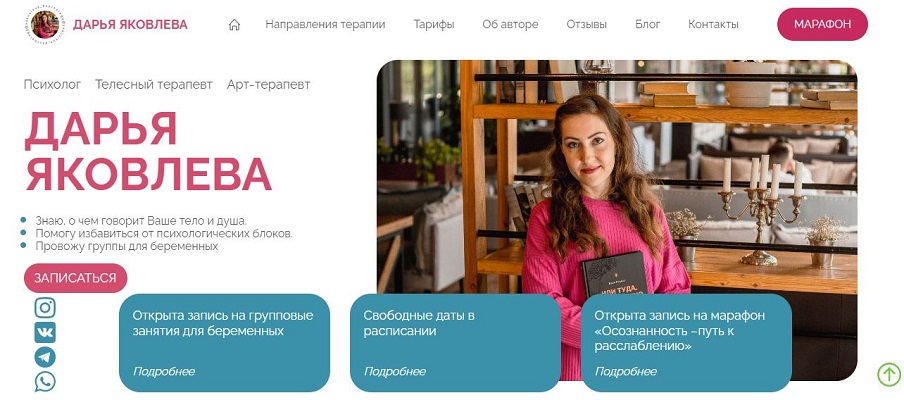 ДАРЬЯ ЯКОВЛЕВА
Направления терапии
Тарифы
Об авторе
Отзывы
Блог
Контакты
МАРАФОН
Психолог Телесный терапевт Арт-терапевт
ДАРЬЯ
ЯКОВЛЕВА
Знаю, о чем говорит Ваше тело и душа.
Помогу избавиться от психологических блоков.
Провожу группы для беременных
ЗАПИСАТЬСЯ
ИЛИ ТУДА,
Открыта запись на групповые
занятия для беременных
Подробнее
Свободные даты в
расписании
Подробнее
Открыта запись на марафон
«Осознанность –путь к
расслаблению»
Подробнее